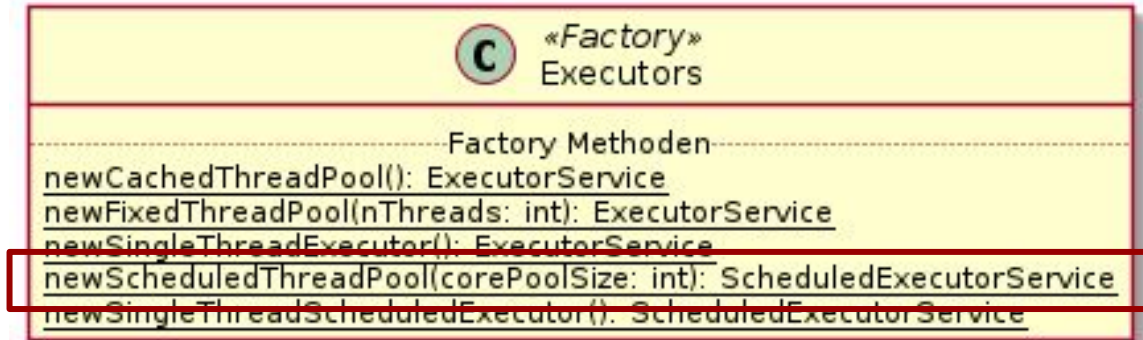 C
«Factory»
Executors
Factory Methoden
newCachedThreadPool(): ExecutorService
newFixedThreadPool(nThreads: int): ExecutorService
newSingleThreadExecutor(): ExecutorService
newScheduledThreadPool(corePoolSize: int): ScheduledExecutorService
newSingleThreadScheduledExecutor(): ScheduledExecutorService